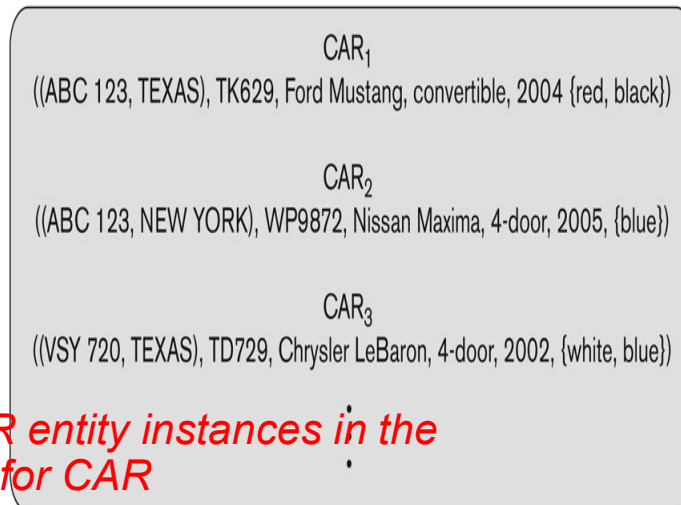 CAR₁
((ABC 123, TEXAS), TK629, Ford Mustang, convertible, 2004 {red, black})
CAR₂
((ABC 123, NEW YORK), WP9872, Nissan Maxima, 4-door, 2005, {blue})
CAR₃
((VSY 720, TEXAS), TD729, Chrysler LeBaron, 4-door, 2002, {white, blue})
R entity instances in the
for CAR